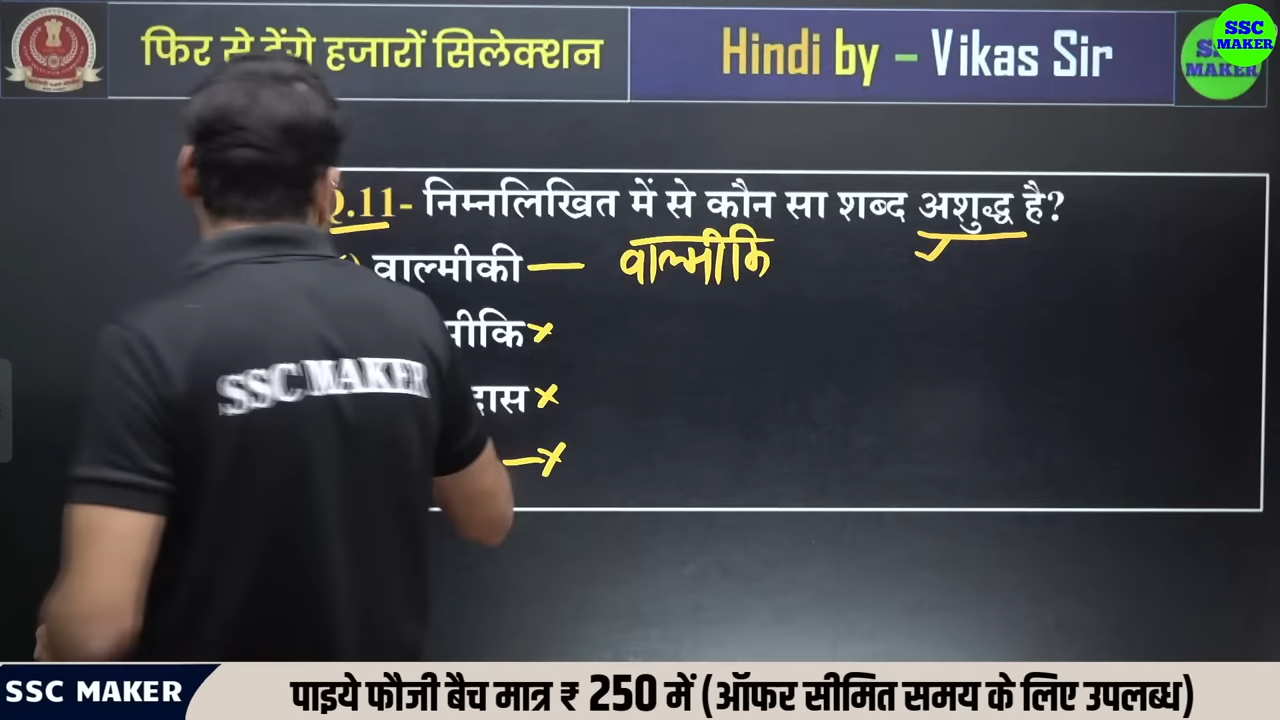 फिर से देंगे हजारों सिलेक्शन
Hindi by – Vikas Sir
SSC MAKER
Q.11- निम्नलिखित में से कौन सा शब्द अशुद्ध है?
वाल्मीकी — वाल्मीकि
मीकि ×
दास ×
×
SSC MAKER
SSC MAKER
पाइये फौजी बैच मात्र ₹ 250 में (ऑफर सीमित समय के लिए उपलब्ध)